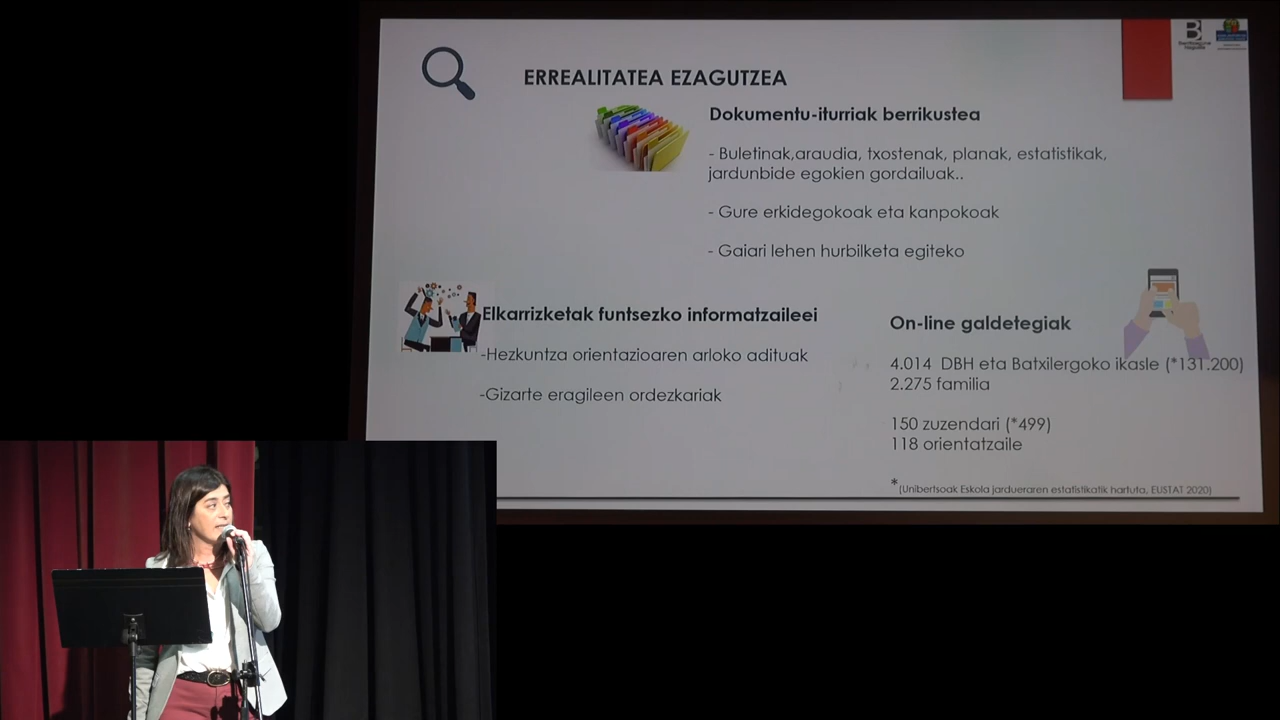 ERREALITATEA EZAGUTZEA
Dokumentu-iturriak berrikustea
- Buletinak,araudia, txostenak, planak, estatistikak,
jardunbide egokien gordailuak..
- Gure erkidegokoak eta kanpokoak
- Gaiari lehen hurbilketa egiteko
Elkarrizketak funtsezko informatzaileei
-Hezkuntza orientazioaren arloko adituak
-Gizarte eragileen ordezkariak
On-line galdetegiak
4.014 DBH eta Batxilergoko ikasle (*131.200)
2.275 familia
150 zuzendari (*499)
118 orientatzaile
*(Unibertsoak Eskola jardueraren estatistikatik hartuta, EUSTAT 2020)